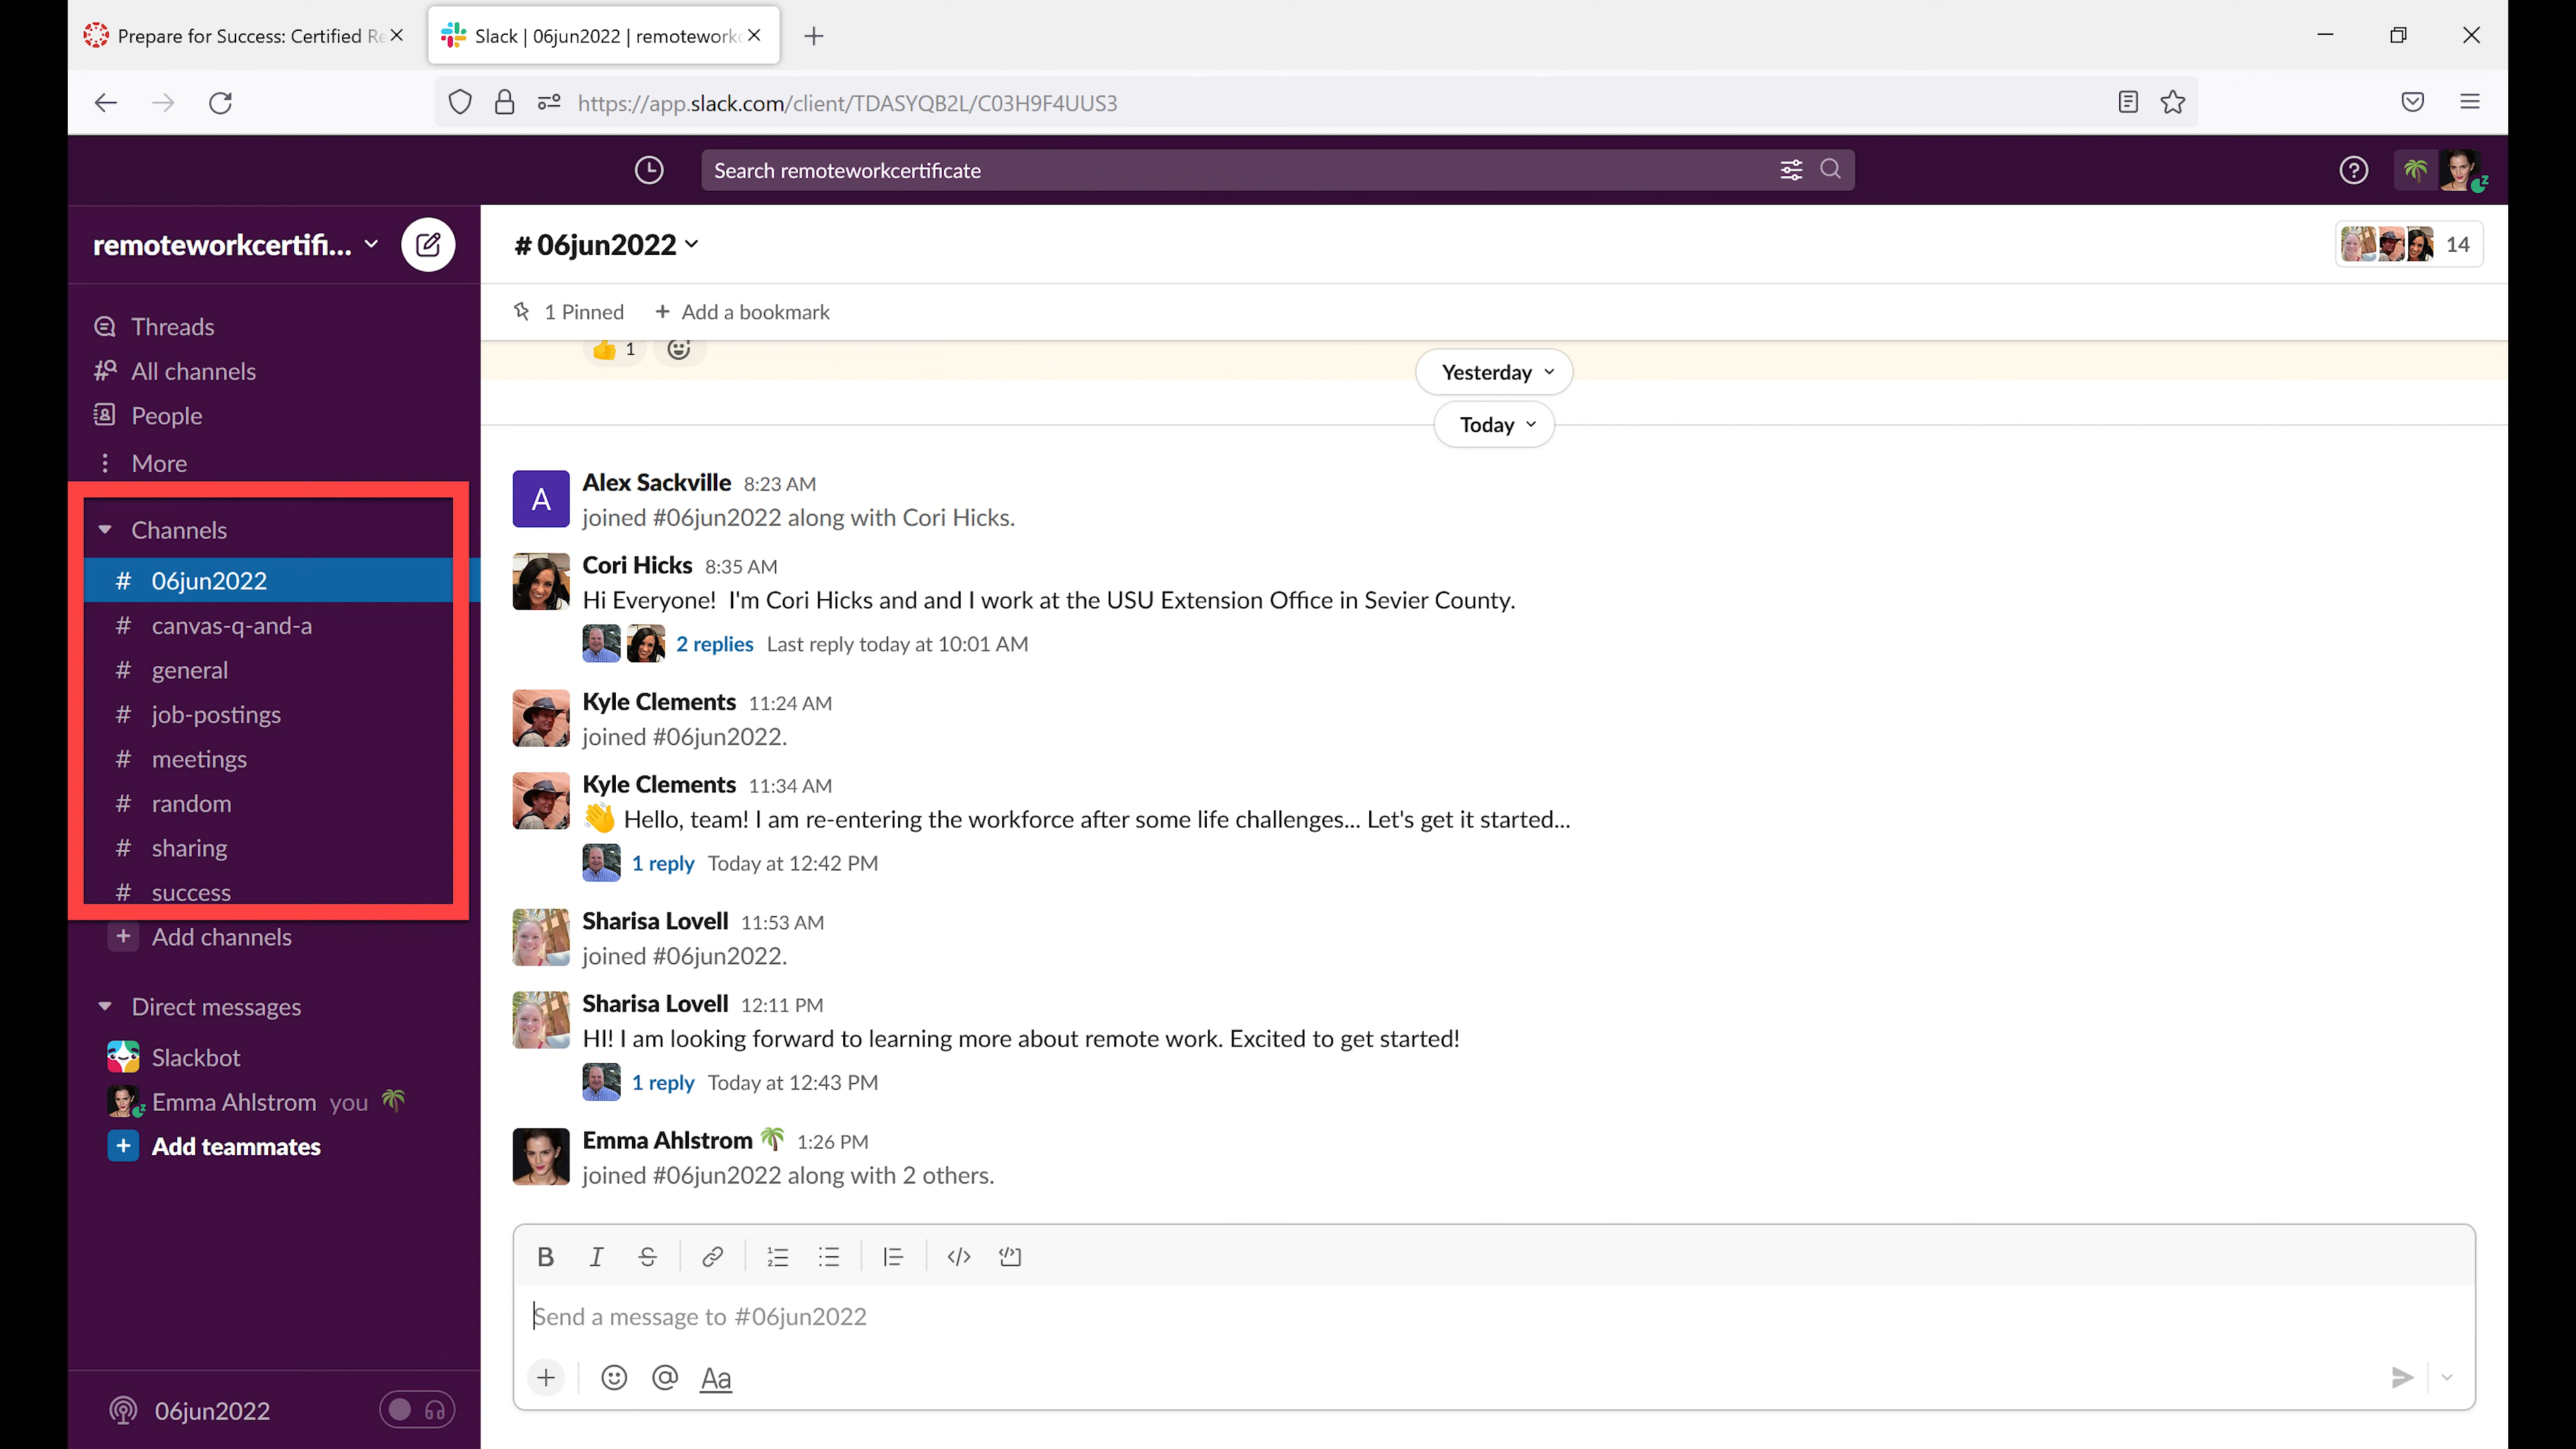 Prepare for Success: Certified Re
Slack | 06jun2022 | remotework
https://app.slack.com/client/TDASYQB2L/C03H9F4UUS3
Search remoteworkcertificate
remoteworkcertifi...
# 06jun2022
14
Threads
All channels
People
More
Channels
# 06jun2022
# canvas-q-and-a
# general
# job-postings
# meetings
# random
# sharing
# success
+ Add channels
Direct messages
Slackbot
Emma Ahlstrom you
+ Add teammates
06jun2022
1 Pinned + Add a bookmark
1
Yesterday
Today
A
Alex Sackville 8:23 AM
joined #06jun2022 along with Cori Hicks.
Cori Hicks 8:35 AM
Hi Everyone! I'm Cori Hicks and and I work at the USU Extension Office in Sevier County.
2 replies Last reply today at 10:01 AM
Kyle Clements 11:24 AM
joined #06jun2022.
Kyle Clements 11:34 AM
👋 Hello, team! I am re-entering the workforce after some life challenges... Let's get it started...
1 reply Today at 12:42 PM
Sharisa Lovell 11:53 AM
joined #06jun2022.
Sharisa Lovell 12:11 PM
HI! I am looking forward to learning more about remote work. Excited to get started!
1 reply Today at 12:43 PM
Emma Ahlstrom 🌴 1:26 PM
joined #06jun2022 along with 2 others.
B I S
Send a message to #06jun2022
+ @ Aa